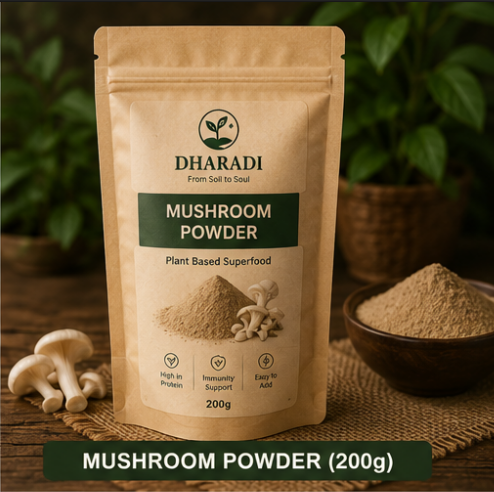 DHARADI
From Soil to Soul
MUSHROOM
POWDER
Plant Based Superfood
High in
Protein
Immunity
Support
Easy to
Add
200g
MUSHROOM POWDER (200g)